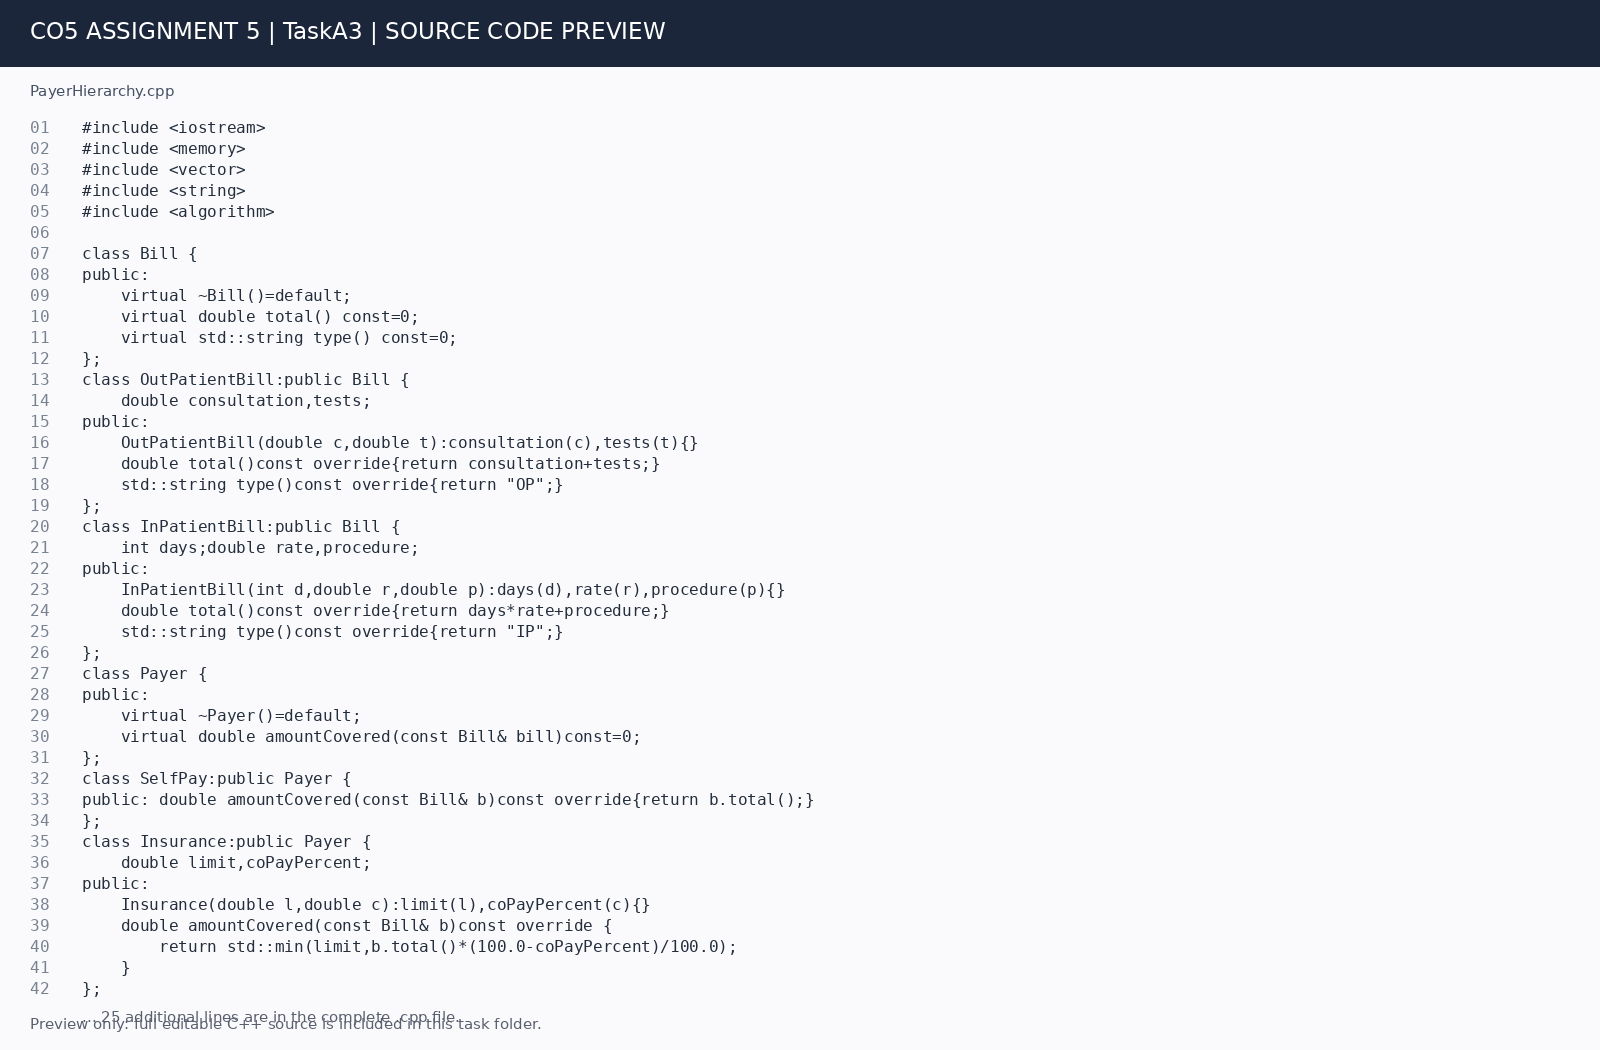 CO5 ASSIGNMENT 5 | TaskA3 | SOURCE CODE PREVIEW
PayerHierarchy.cpp
01 #include <iostream>
02 #include <memory>
03 #include <vector>
04 #include <string>
05 #include <algorithm>
06
07 class Bill {
08 public:
09     virtual ~Bill()=default;
10     virtual double total() const=0;
11     virtual std::string type() const=0;
12 };
13 class OutPatientBill:public Bill {
14     double consultation,tests;
15 public:
16     OutPatientBill(double c,double t):consultation(c),tests(t){}
17     double total()const override{return consultation+tests;}
18     std::string type()const override{return "OP";}
19 };
20 class InPatientBill:public Bill {
21     int days;double rate,procedure;
22 public:
23     InPatientBill(int d,double r,double p):days(d),rate(r),procedure(p){}
24     double total()const override{return days*rate+procedure;}
25     std::string type()const override{return "IP";}
26 };
27 class Payer {
28 public:
29     virtual ~Payer()=default;
30     virtual double amountCovered(const Bill& bill)const=0;
31 };
32 class SelfPay:public Payer {
33 public: double amountCovered(const Bill& b)const override{return b.total();}
34 };
35 class Insurance:public Payer {
36     double limit,coPayPercent;
37 public:
38     Insurance(double l,double c):limit(l),coPayPercent(c){}
39     double amountCovered(const Bill& b)const override {
40         return std::min(limit,b.total()*(100.0-coPayPercent)/100.0);
41     }
42 };
... 25 additional lines are in the complete .cpp file.
Preview only: full editable C++ source is included in this task folder.